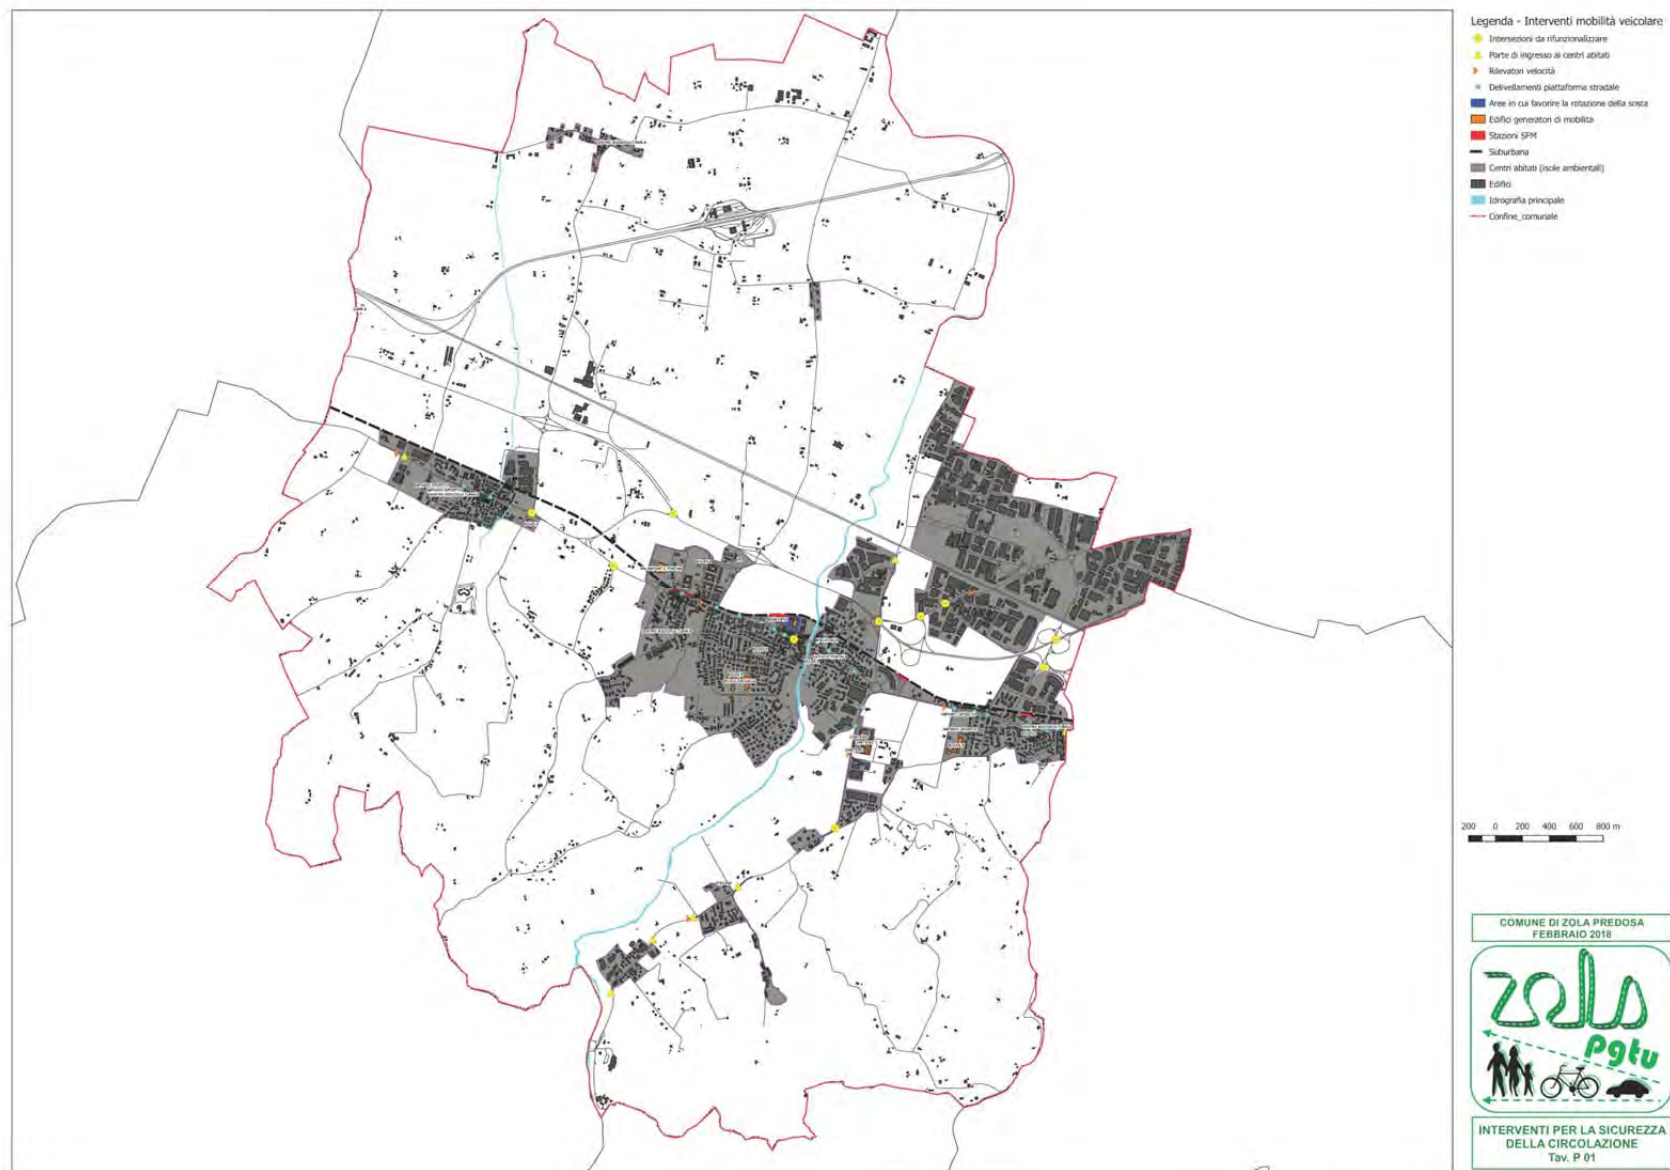 Legenda - Interventi mobilità veicolare
Intersezioni da rifunzionalizzare
Porte di ingresso ai centri abitati
Rilevatori velocità
Delivellamenti piattaforma stradale
Aree in cui favorire la rotazione della sosta
Edifici generatori di mobilità
Stazioni SFM
Suburbana
Centri abitati (isole ambientali)
Edifici
Idrografia principale
Confine_comunale
200 0 200 400 600 800 m
COMUNE DI ZOLA PREDOSA
FEBBRAIO 2018
zola
pgtu
INTERVENTI PER LA SICUREZZA
DELLA CIRCOLAZIONE
Tav. P 01